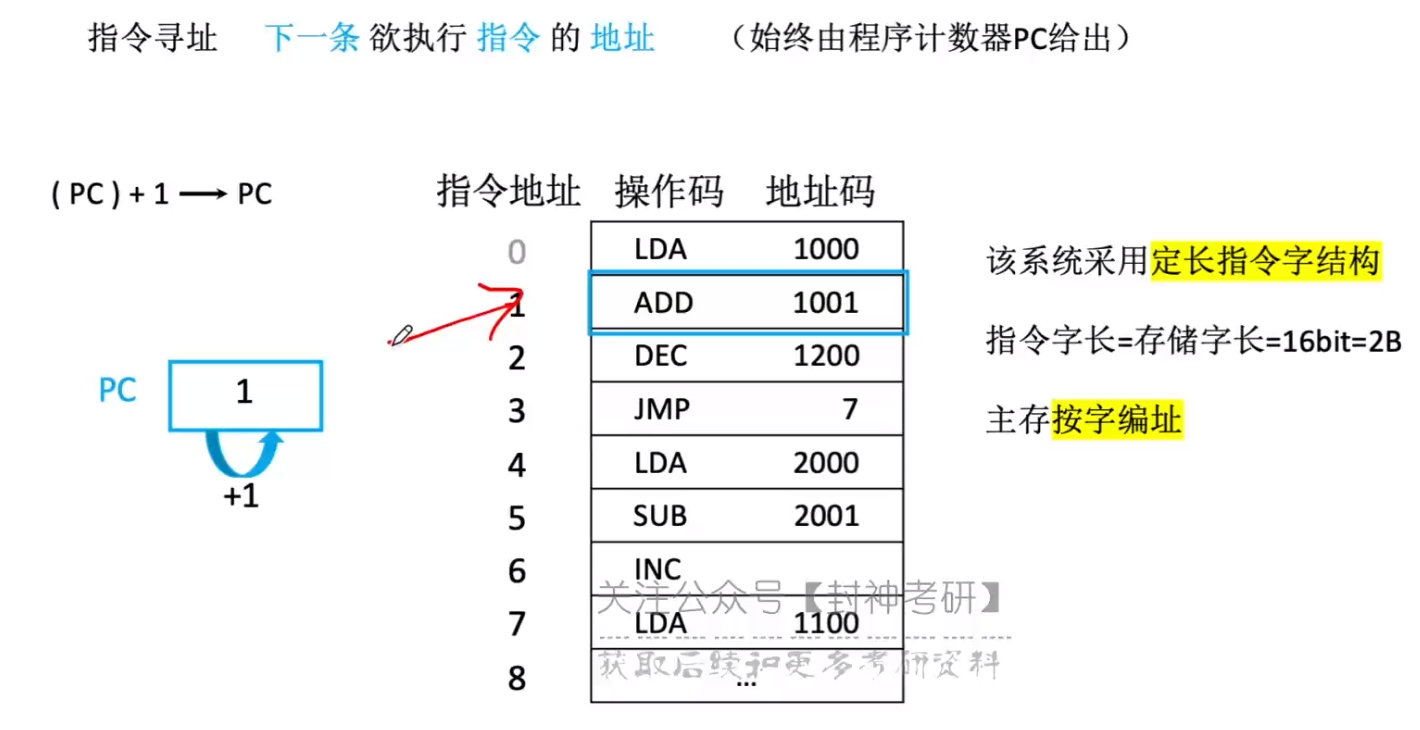 指令寻址 下一条 欲执行 指令 的 地址 （始终由程序计数器PC给出）
( PC ) + 1 → PC
指令地址 操作码 地址码
0 LDA 1000
1 ADD 1001
2 DEC 1200
3 JMP 7
4 LDA 2000
5 SUB 2001
6 INC
7 LDA 1100
8 ...
PC 1
+1
该系统采用定长指令字结构
指令字长=存储字长=16bit=2B
主存按字编址
关注公众号【封神考研】
获取后续和更多考研资料